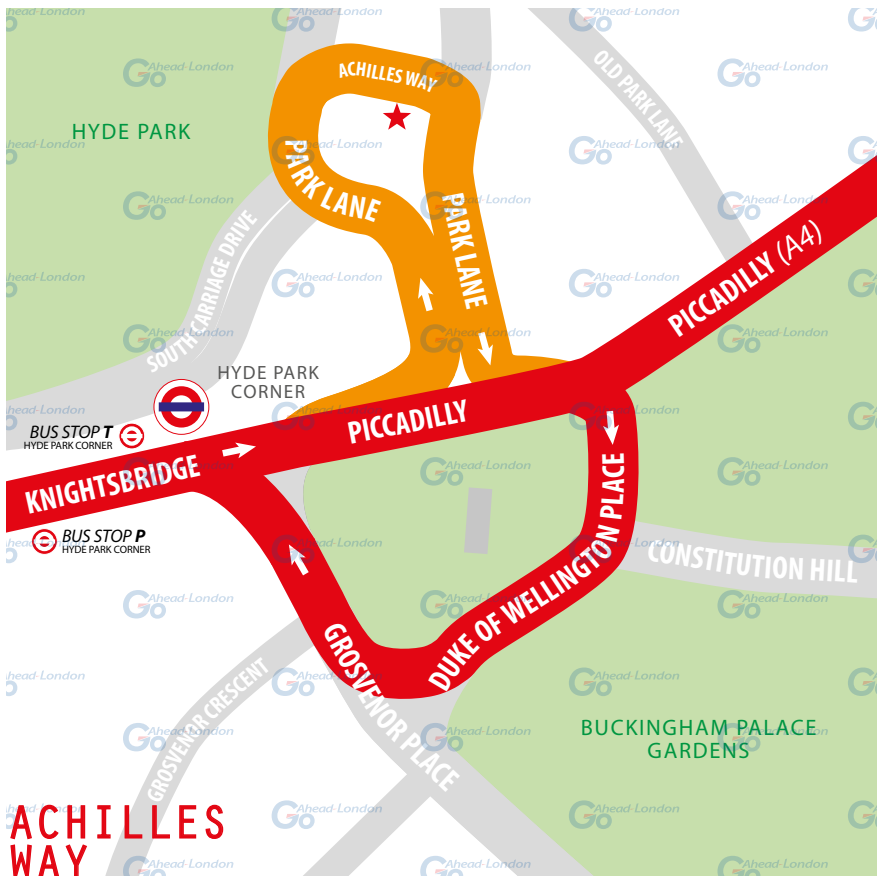 ACHILLES WAY
OLD PARK LANE
HYDE PARK
PARK LANE
PARK LANE
SOUTH CARRIAGE DRIVE
PICCADILLY (A4)
HYDE PARK
CORNER
BUS STOP T
HYDE PARK CORNER
PICCADILLY
KNIGHTSBRIDGE
BUS STOP P
HYDE PARK CORNER
DUKE OF WELLINGTON PLACE
CONSTITUTION HILL
GROSVENOR PLACE
GROSVENOR CRESCENT
BUCKINGHAM PALACE
GARDENS
ACHILLES
WAY
Go Ahead-London